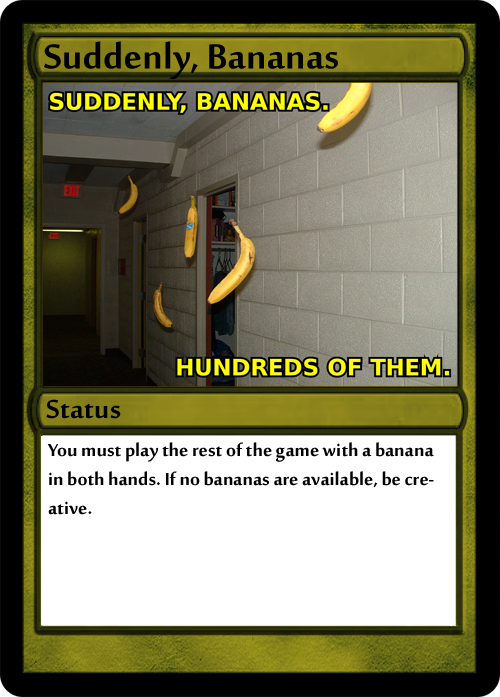 Suddenly, Bananas
SUDDENLY, BANANAS.
EXIT
HUNDREDS OF THEM.
Status
You must play the rest of the game with a banana
in both hands. If no bananas are available, be cre-
ative.